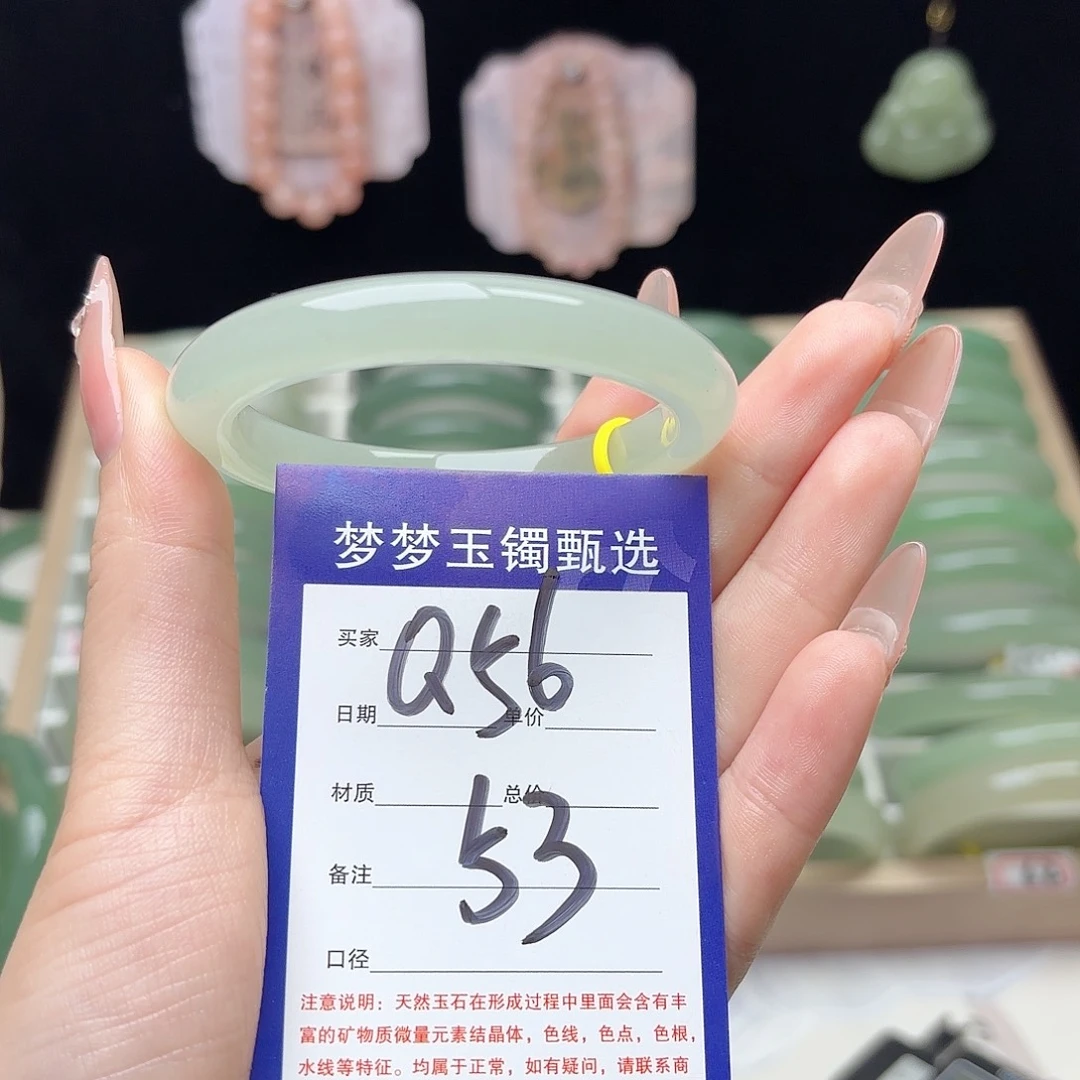 梦梦玉镯甄选
买家 Q56
日期 单价
材质 总价
53
备注
口径
注意说明：天然玉石在形成过程中里面会含有丰
富的矿物质微量元素结晶体，色线，色点，色根，
水线等特征。均属于正常，如有疑问，请联系商